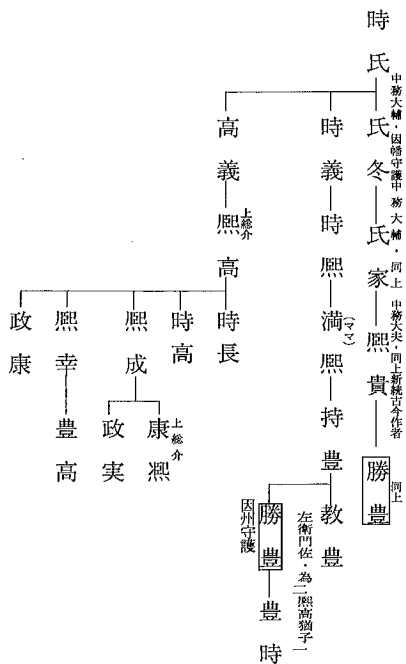 時氏
氏冬
中務大輔・因幡守護
氏家
中務大輔・同上
熙貴
中務大夫・同上新続古今作者
勝豊
同上
時義
時熙
満熙
(ママ)
持豊
教豊
左衛門佐・為二熙高猶子一
勝豊
因州守護
豊時
高義
熙高
上総介
時長
時高
熙成
康熙
上総介
政実
熙幸
豊高
政康